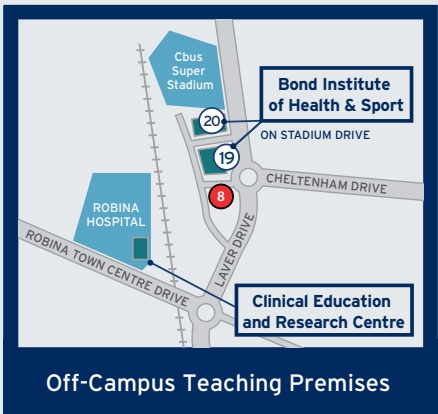 Cbus
Super
Stadium
Bond Institute
of Health & Sport
20
ON STADIUM DRIVE
19
CHELTENHAM DRIVE
8
ROBINA
HOSPITAL
LAVER DRIVE
ROBINA TOWN CENTRE DRIVE
Clinical Education
and Research Centre
Off-Campus Teaching Premises